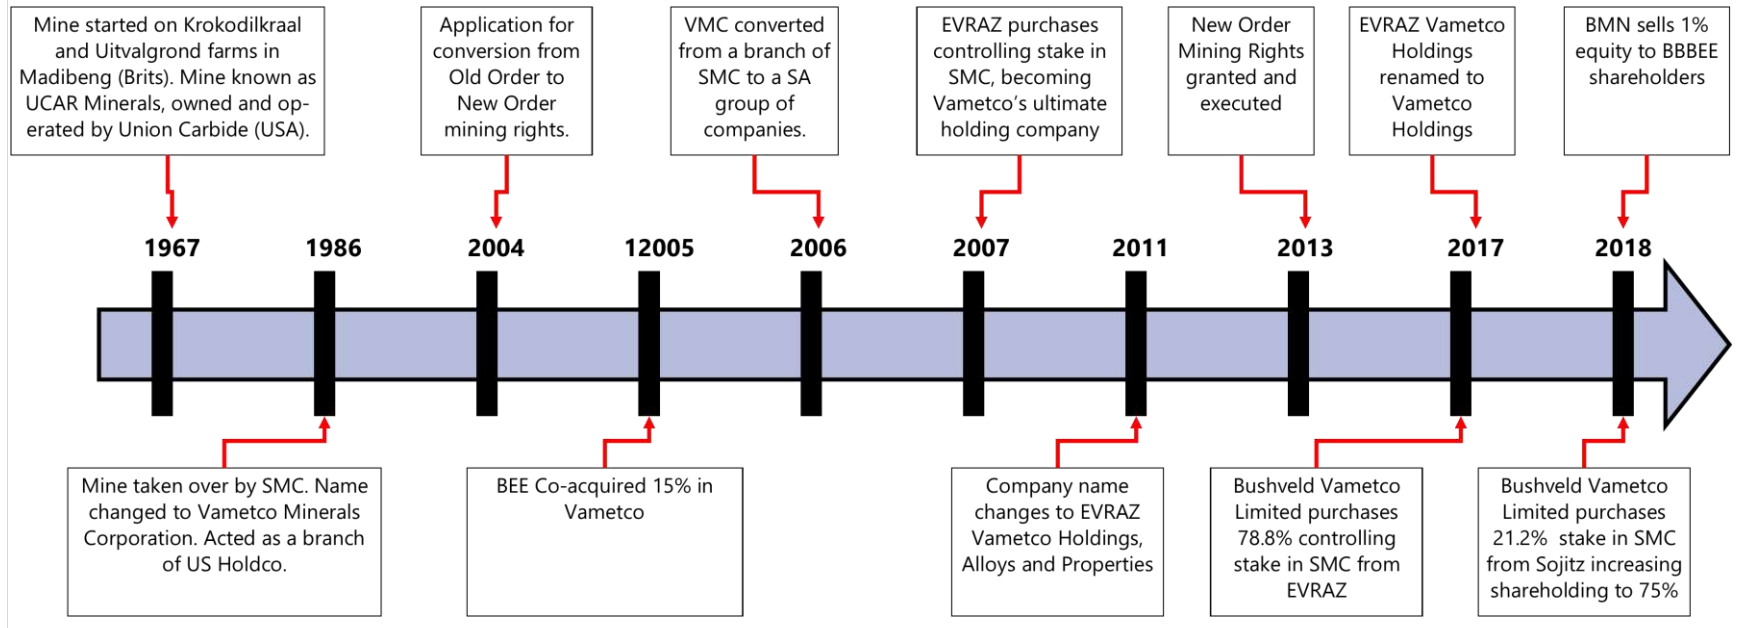 Mine started on Krokodilkraal
and Uitvalgrond farms in
Madibeng (Brits). Mine known as
UCAR Minerals, owned and op-
erated by Union Carbide (USA).
Application for
conversion from
Old Order to
New Order
mining rights.
VMC converted
from a branch of
SMC to a SA
group of
companies.
EVRAZ purchases
controlling stake in
SMC, becoming
Vametco’s ultimate
holding company
New Order
Mining Rights
granted and
executed
EVRAZ Vametco
Holdings
renamed to
Vametco
Holdings
BMN sells 1%
equity to BBBEE
shareholders
1967 1986 2004 12005 2006 2007 2011 2013 2017 2018
Mine taken over by SMC. Name
changed to Vametco Minerals
Corporation. Acted as a branch
of US Holdco.
BEE Co-acquired 15% in
Vametco
Company name
changes to EVRAZ
Vametco Holdings,
Alloys and Properties
Bushveld Vametco
Limited purchases
78.8% controlling
stake in SMC from
EVRAZ
Bushveld Vametco
Limited purchases
21.2% stake in SMC
from Sojitz increasing
shareholding to 75%